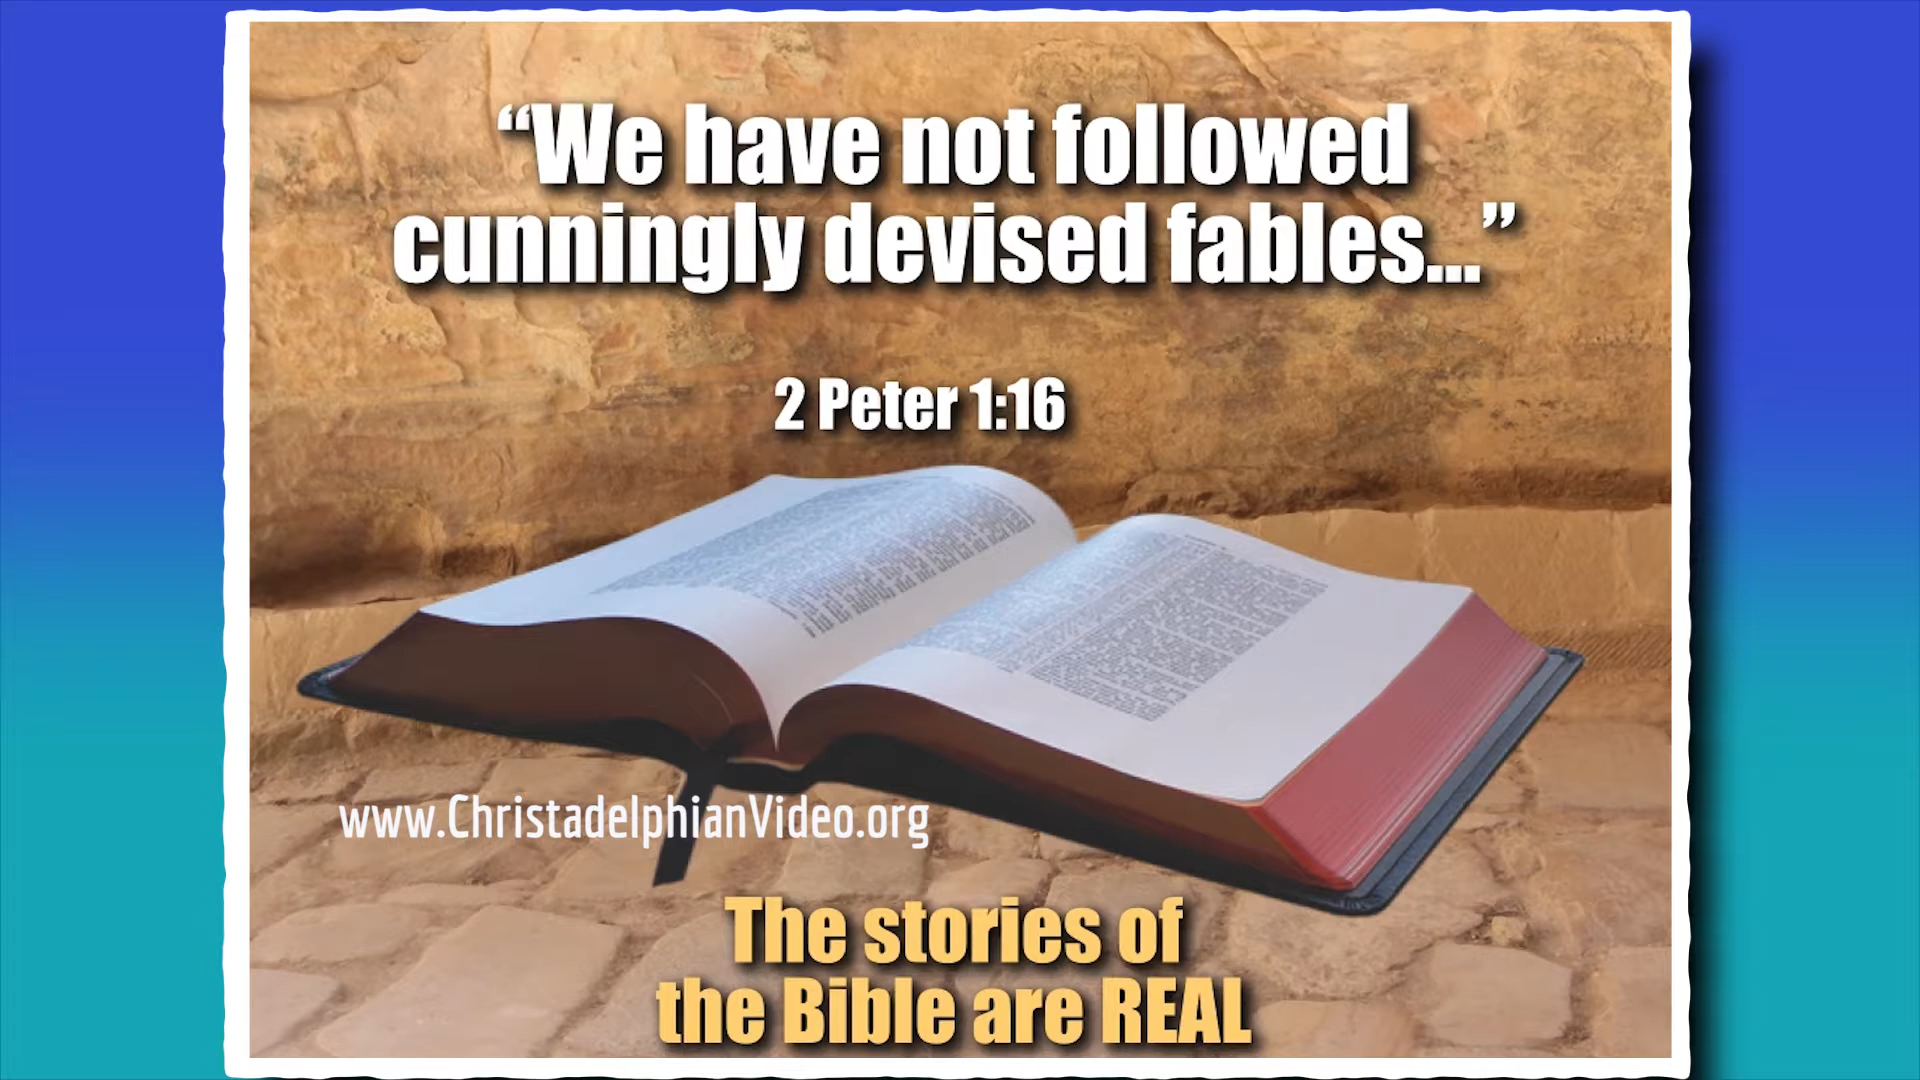 “We have not followed
cunningly devised fables...”
2 Peter 1:16
www.ChristadelphianVideo.org
The stories of
the Bible are REAL